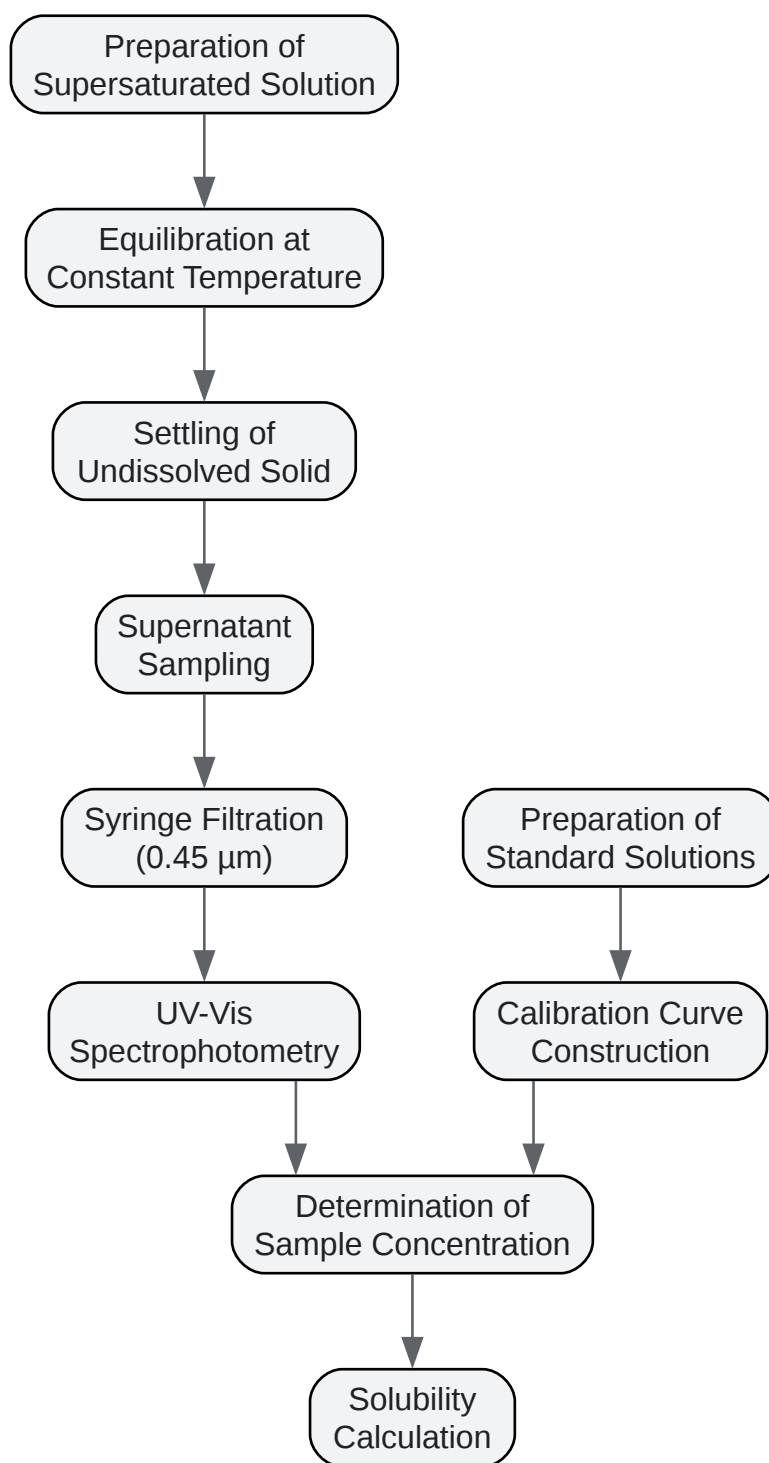 Preparation of
Supersaturated Solution
Equilibration at
Constant Temperature
Settling of
Undissolved Solid
Supernatant
Sampling
Syringe Filtration
(0.45 µm)
Preparation of
Standard Solutions
UV-Vis
Spectrophotometry
Calibration Curve
Construction
Determination of
Sample Concentration
Solubility
Calculation